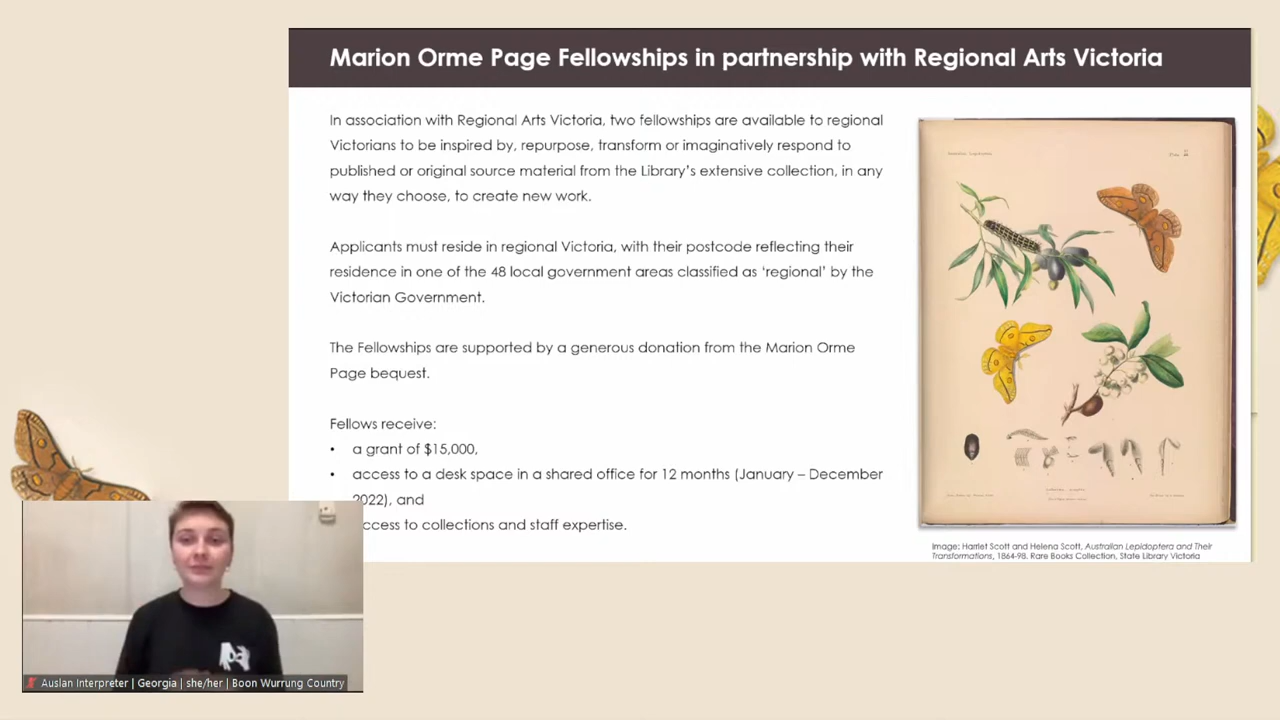 Marion Orme Page Fellowships in partnership with Regional Arts Victoria
In association with Regional Arts Victoria, two fellowships are available to regional
Victorians to be inspired by, repurpose, transform or imaginatively respond to
published or original source material from the Library's extensive collection, in any
way they choose, to create new work.
Applicants must reside in regional Victoria, with their postcode reflecting their
residence in one of the 48 local government areas classified as 'regional' by the
Victorian Government.
The Fellowships are supported by a generous donation from the Marion Orme
Page bequest.
Fellows receive:
• a grant of $15,000,
• access to a desk space in a shared office for 12 months (January – December
2022), and
ccess to collections and staff expertise.
Image: Harriet Scott and Helena Scott, Australian Lepidoptera and Their
Transformations, 1864-98. Rare Books Collection, State Library Victoria
Auslan Interpreter | Georgia | she/her | Boon Wurrung Country